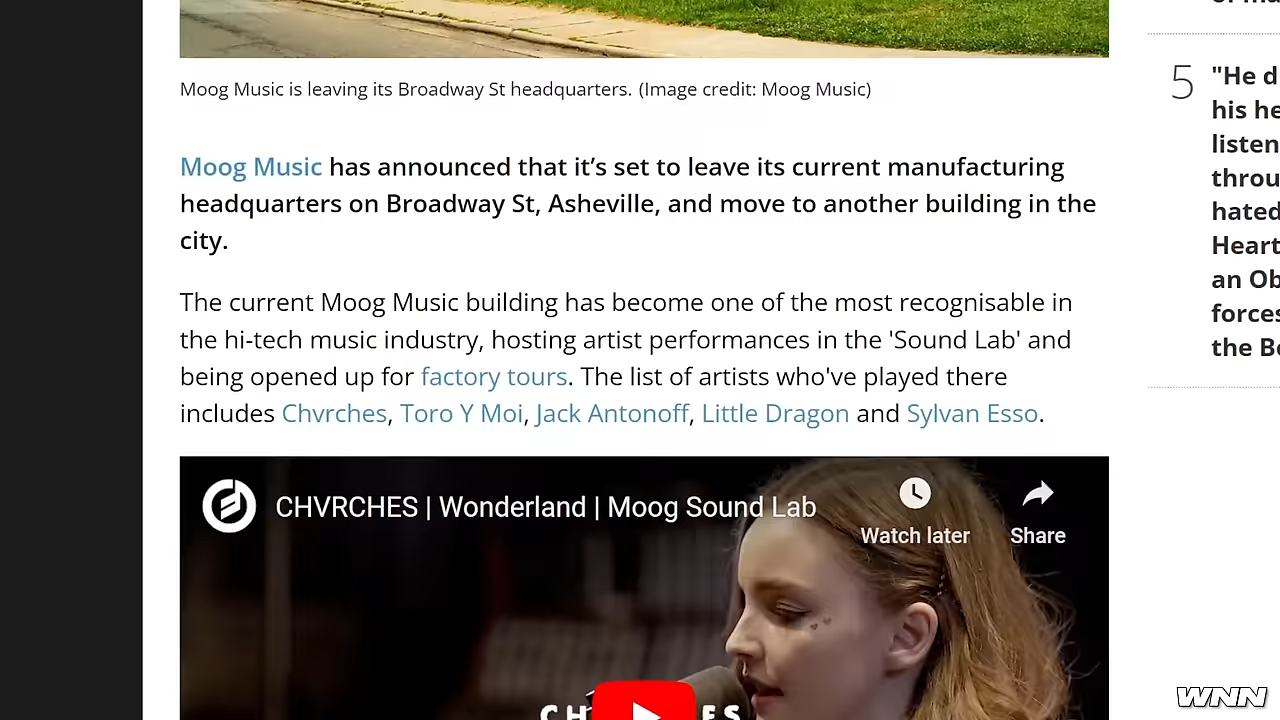 Moog Music is leaving its Broadway St headquarters. (Image credit: Moog Music)
Moog Music has announced that it’s set to leave its current manufacturing
headquarters on Broadway St, Asheville, and move to another building in the
city.
The current Moog Music building has become one of the most recognisable in
the hi-tech music industry, hosting artist performances in the 'Sound Lab' and
being opened up for factory tours. The list of artists who've played there
includes Chvrches, Toro Y Moi, Jack Antonoff, Little Dragon and Sylvan Esso.
CHVRCHES | Wonderland | Moog Sound Lab
Watch later
Share
5
"He d
his he
listen
throu
hated
Heart
an Ob
forces
the Be
WNN